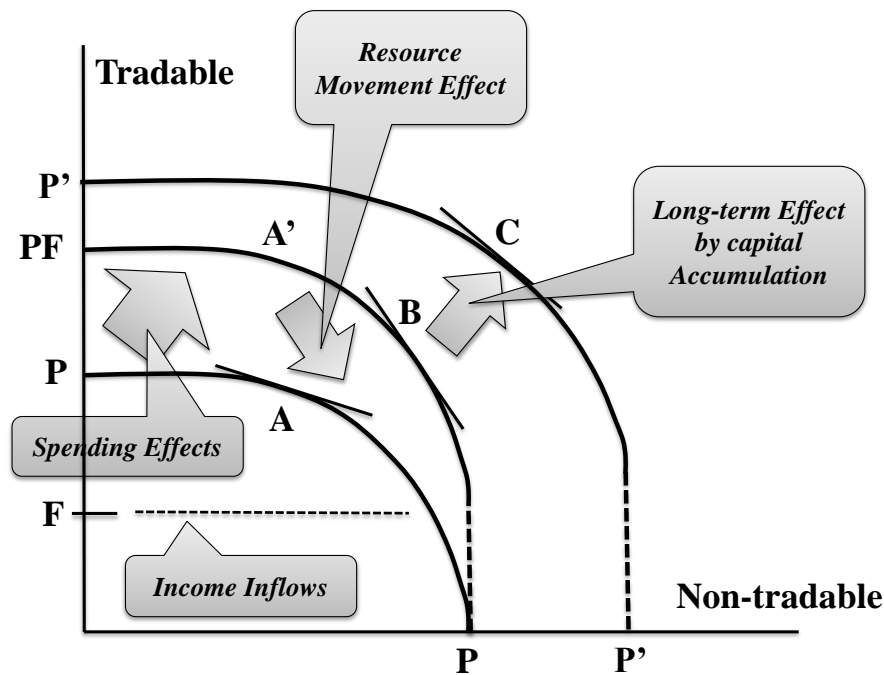 Tradable
Resource
Movement Effect
P’
PF
A’
C
Long-term Effect
by capital
Accumulation
B
P
A
Spending Effects
F
Income Inflows
Non-tradable
P
P’